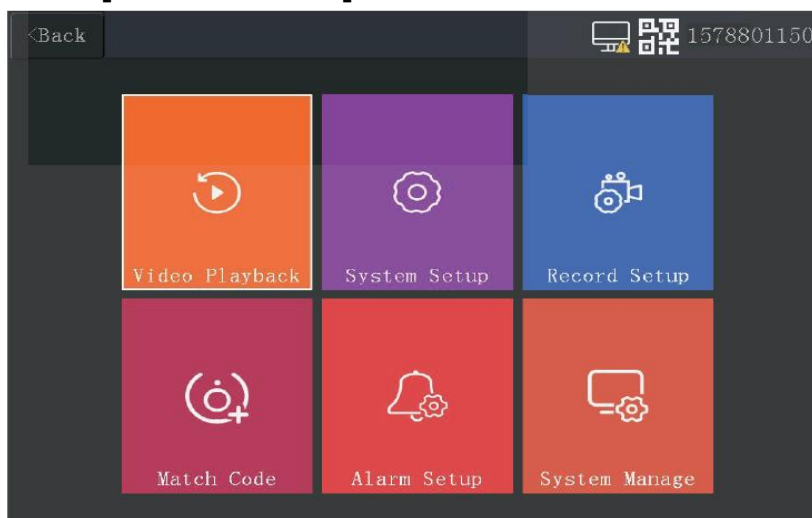 <Back
1578801150
Video Playback
System Setup
Record Setup
Match Code
Alarm Setup
System Manage